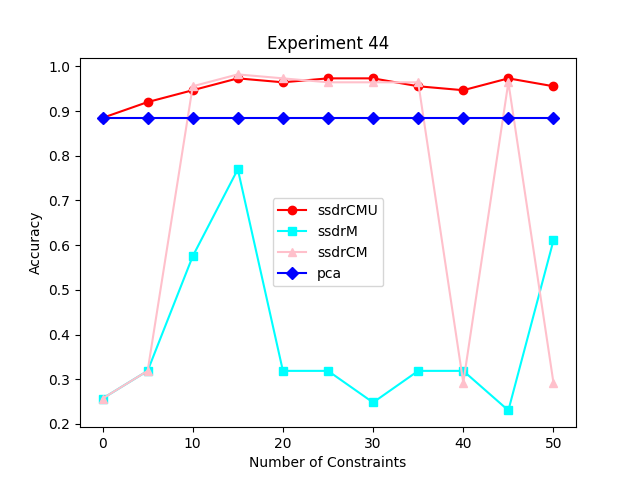 Experiment 44
1.0
0.9
0.8
0.7
0.6
0.5
0.4
0.3
0.2
Accuracy
ssdrCMU
ssdrM
ssdrCM
pca
0 10 20 30 40 50
Number of Constraints